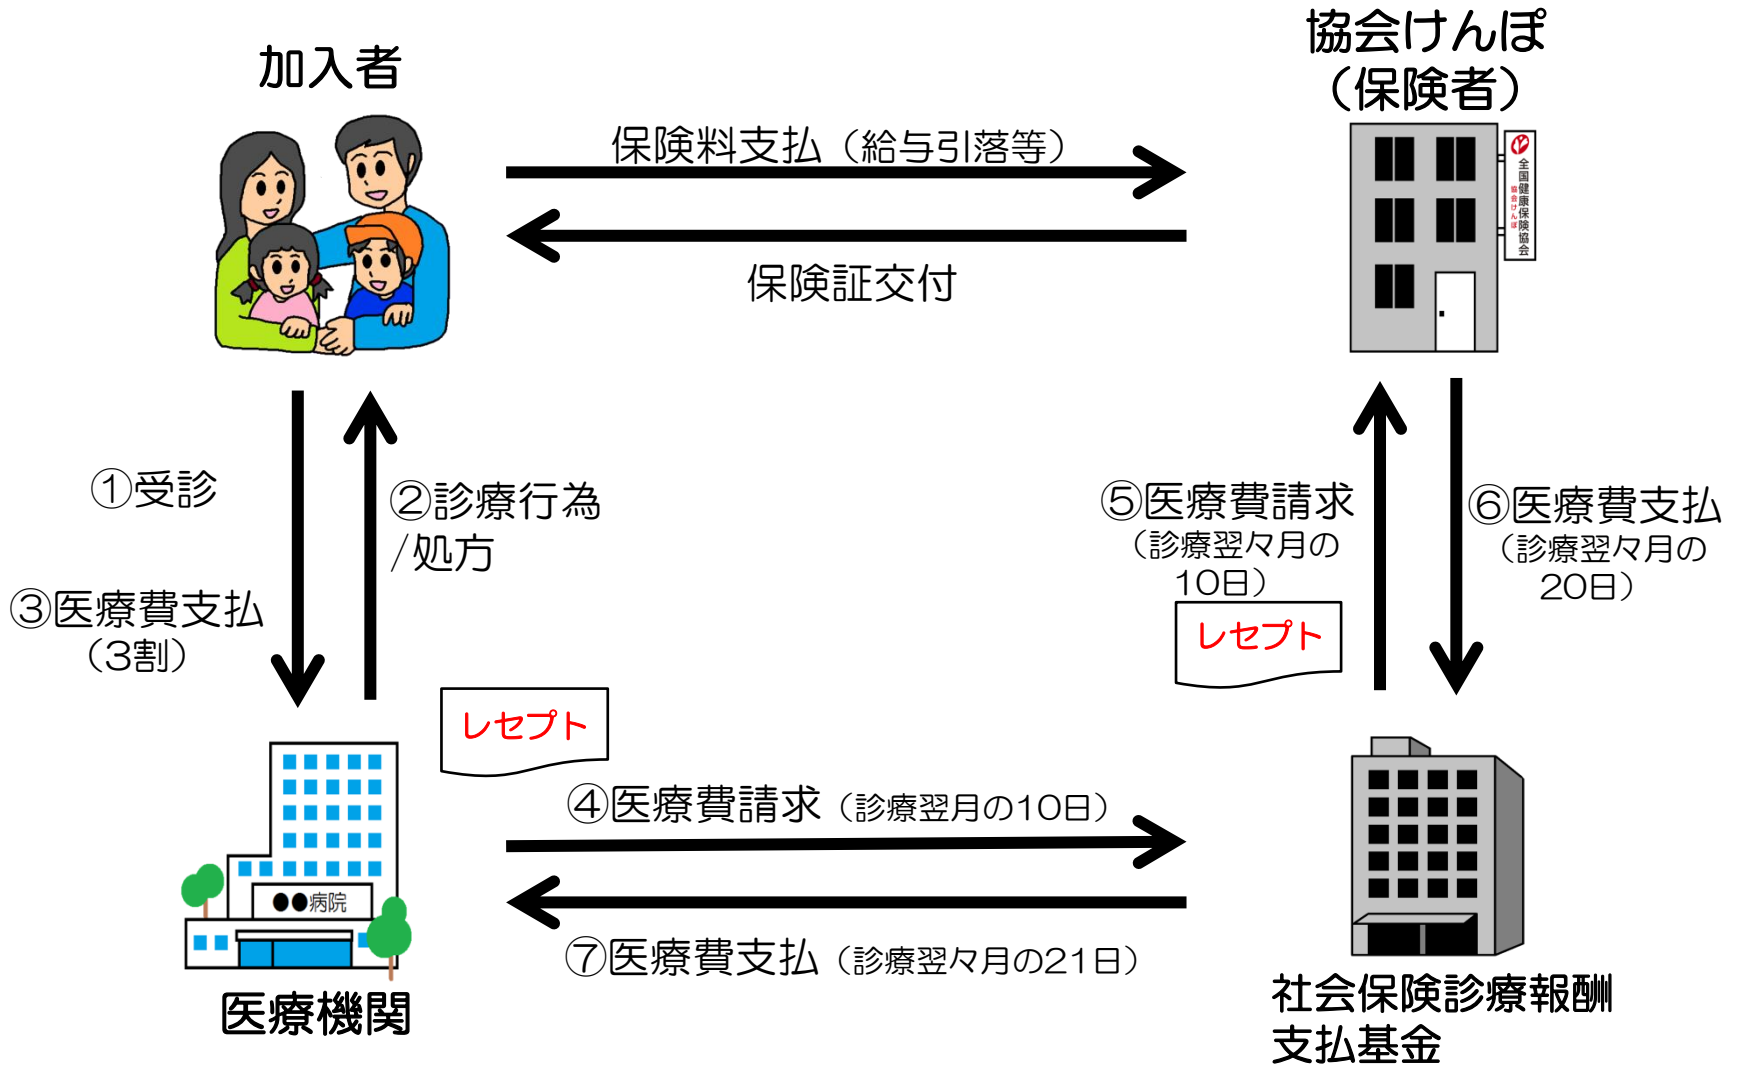 加入者
協会けんぽ
（保険者）
保険料支払（給与引落等）
保険証交付
全国健康保険協会
協会けんぽ
①受診
②診療行為
/処方
③医療費支払
（3割）
⑤医療費請求
（診療翌々月の
10日）
レセプト
⑥医療費支払
（診療翌々月の
20日）
レセプト
④医療費請求（診療翌月の10日）
⑦医療費支払（診療翌々月の21日）
●●病院
医療機関
社会保険診療報酬
支払基金